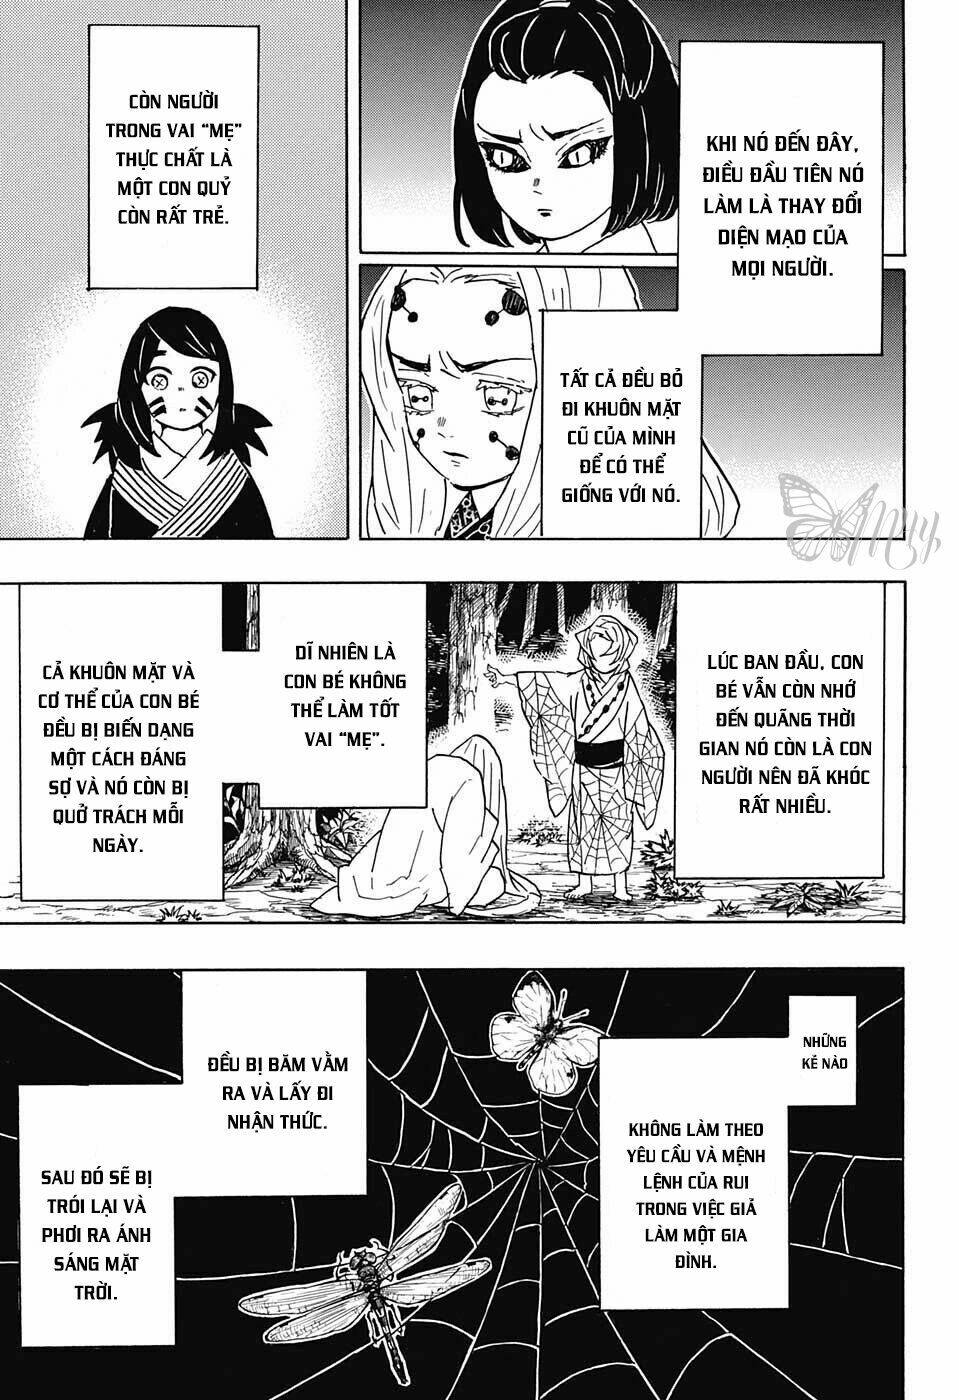 KHI NÓ ĐẾN ĐÂY,
ĐIỀU ĐẦU TIÊN NÓ
LÀM LÀ THAY ĐỔI
DIỆN MẠO CỦA
MỌI NGƯỜI.
TẤT CẢ ĐỀU BỎ
ĐI KHUÔN MẶT
CŨ CỦA MÌNH
ĐỂ CÓ THỂ
GIỐNG VỚI NÓ.
CÒN NGƯỜI
TRONG VAI “MẸ”
THỰC CHẤT LÀ
MỘT CON QUỶ
CÒN RẤT TRẺ.
LÚC BAN ĐẦU, CON
BÉ VẪN CÒN NHỚ
ĐẾN QUÃNG THỜI
GIAN NÓ CÒN LÀ CON
NGƯỜI NÊN ĐÃ KHÓC
RẤT NHIỀU.
DĨ NHIÊN LÀ
CON BÉ KHÔNG
THỂ LÀM TỐT
VAI “MẸ”.
CẢ KHUÔN MẶT VÀ
CƠ THỂ CỦA CON BÉ
ĐỀU BỊ BIẾN DẠNG
MỘT CÁCH ĐÁNG
SỢ VÀ NÓ CÒN BỊ
QUỞ TRÁCH MỖI
NGÀY.
NHỮNG
KẺ NÀO
KHÔNG LÀM THEO
YÊU CẦU VÀ MỆNH
LỆNH CỦA RUI
TRONG VIỆC GIẢ
LÀM MỘT GIA
ĐÌNH.
ĐỀU BỊ BĂM VẰM
RA VÀ LẤY ĐI
NHẬN THỨC.
SAU ĐÓ SẼ BỊ
TRÓI LẠI VÀ
PHƠI RA ÁNH
SÁNG MẶT
TRỜI.